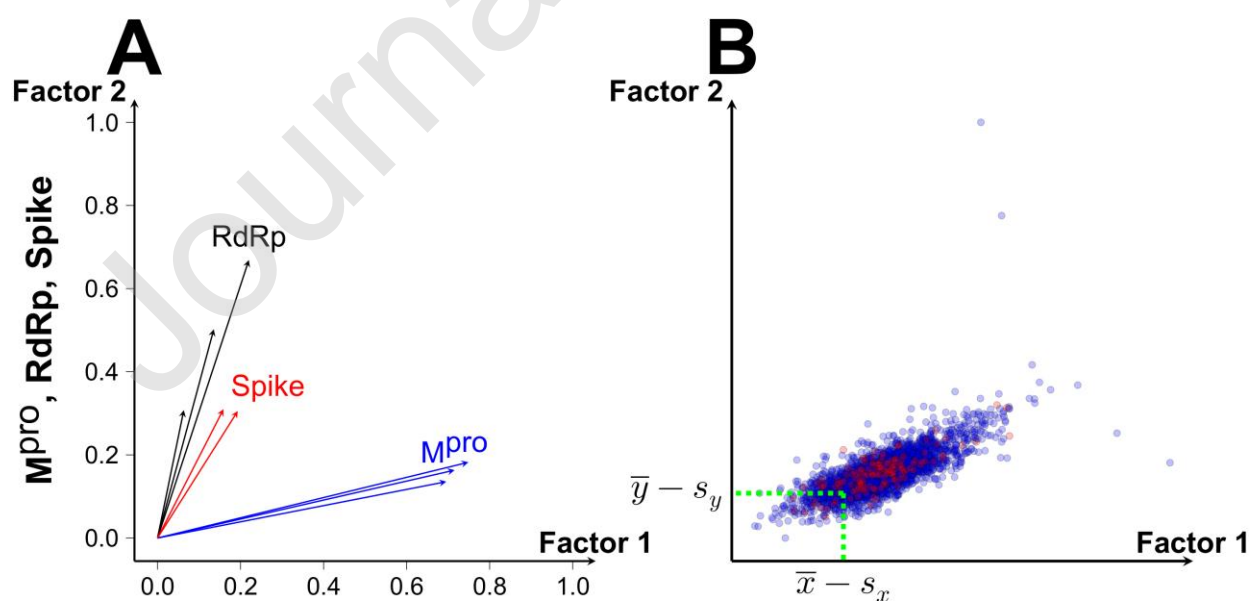 A
Factor 2
1.0
0.8
0.6
0.4
0.2
0.0
Mpro, RdRp, Spike
RdRp
Spike
Mpro
Factor 1
0.0 0.2 0.4 0.6 0.8 1.0
B
Factor 2
y̅ − sy
x̅ − sx
Factor 1
Journa